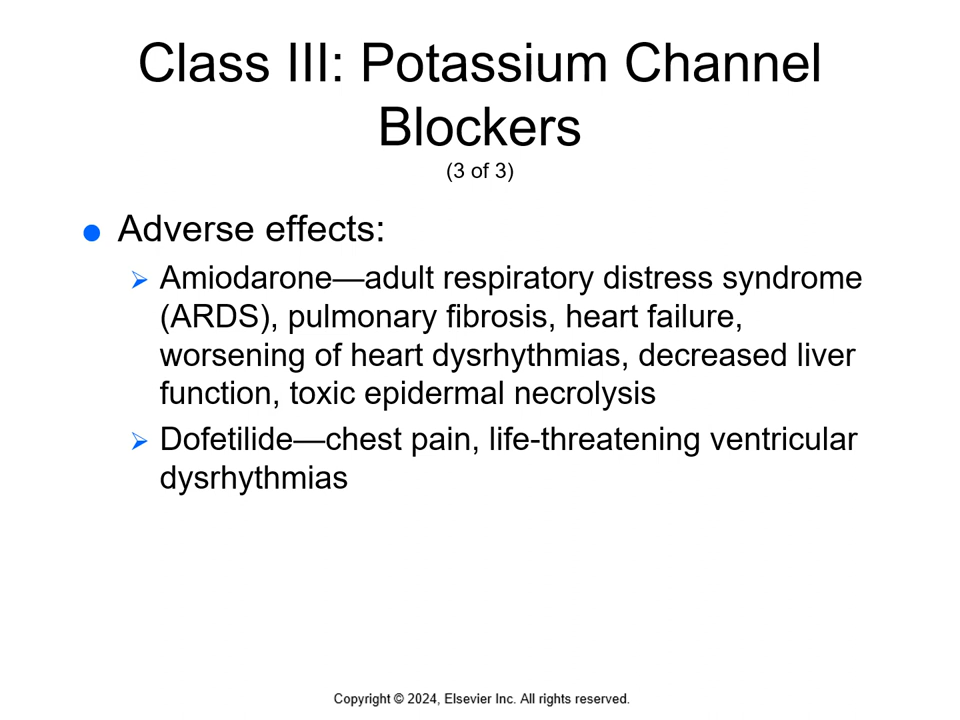 Class III: Potassium Channel
Blockers
(3 of 3)
Adverse effects:
Amiodarone—adult respiratory distress syndrome
(ARDS), pulmonary fibrosis, heart failure,
worsening of heart dysrhythmias, decreased liver
function, toxic epidermal necrolysis
Dofetilide—chest pain, life-threatening ventricular
dysrhythmias
Copyright © 2024, Elsevier Inc. All rights reserved.